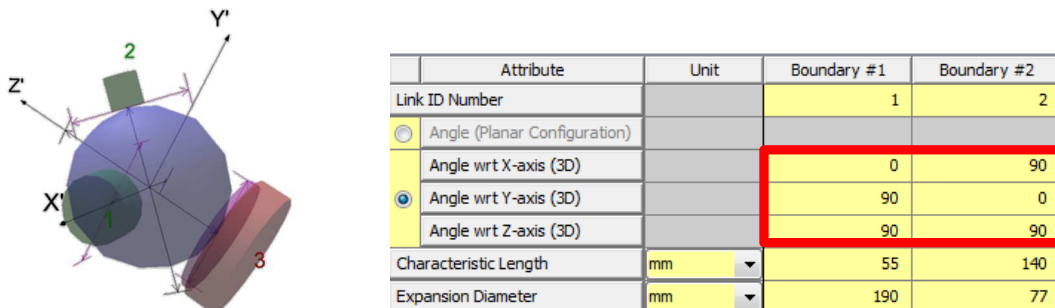 Y'
2
Z'
X'
1
3
Attribute Unit Boundary #1 Boundary #2
Link ID Number 1 2
Angle (Planar Configuration)
Angle wrt X-axis (3D) 0 90
Angle wrt Y-axis (3D) 90 0
Angle wrt Z-axis (3D) 90 90
Characteristic Length mm 55 140
Expansion Diameter mm 190 77